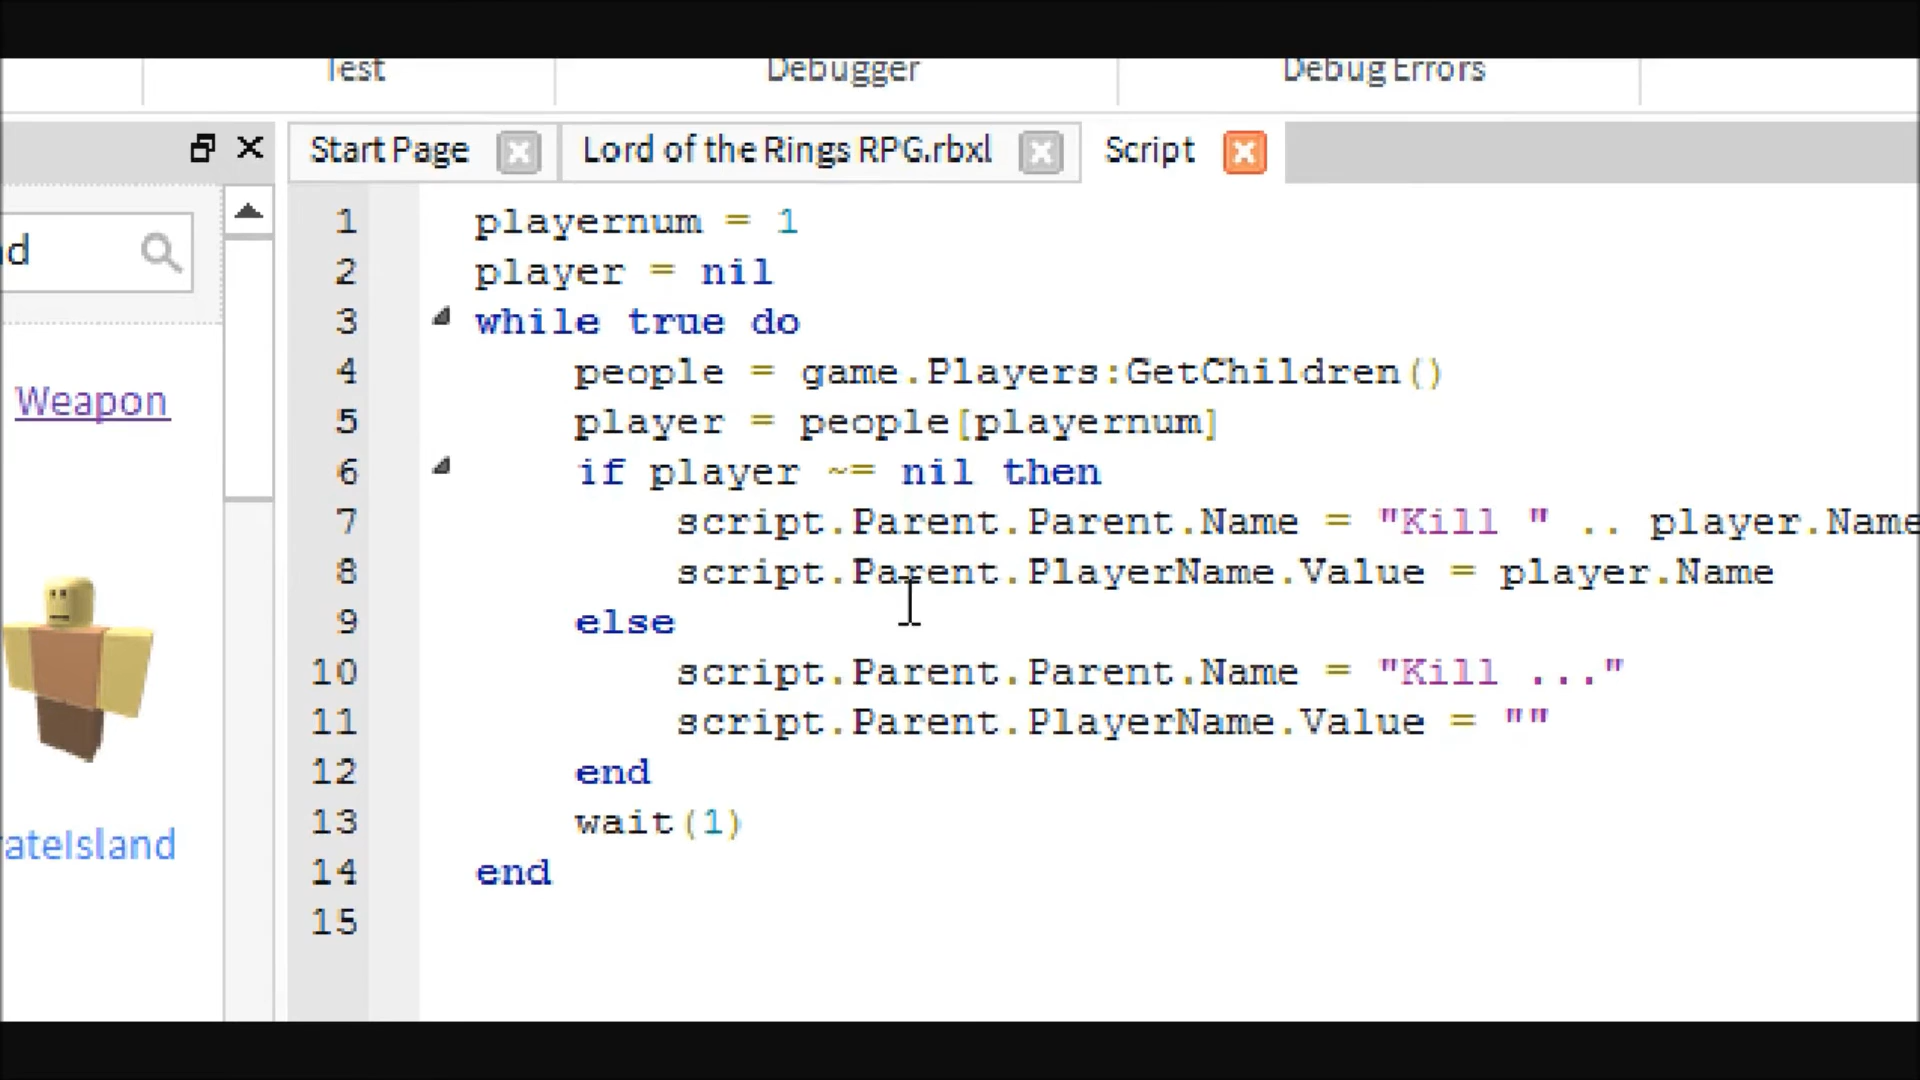 Test Debugger Debug Errors
Start Page Lord of the Rings RPG.rbxl Script
d
Weapon
ateIsland
1 playernum = 1
2 player = nil
3 while true do
4 people = game.Players:GetChildren()
5 player = people[playernum]
6 if player ~= nil then
7 script.Parent.Parent.Name = "Kill " .. player.Name
8 script.Parent.PlayerName.Value = player.Name
9 else
10 script.Parent.Parent.Name = "Kill ..."
11 script.Parent.PlayerName.Value = ""
12 end
13 wait(1)
14 end
15